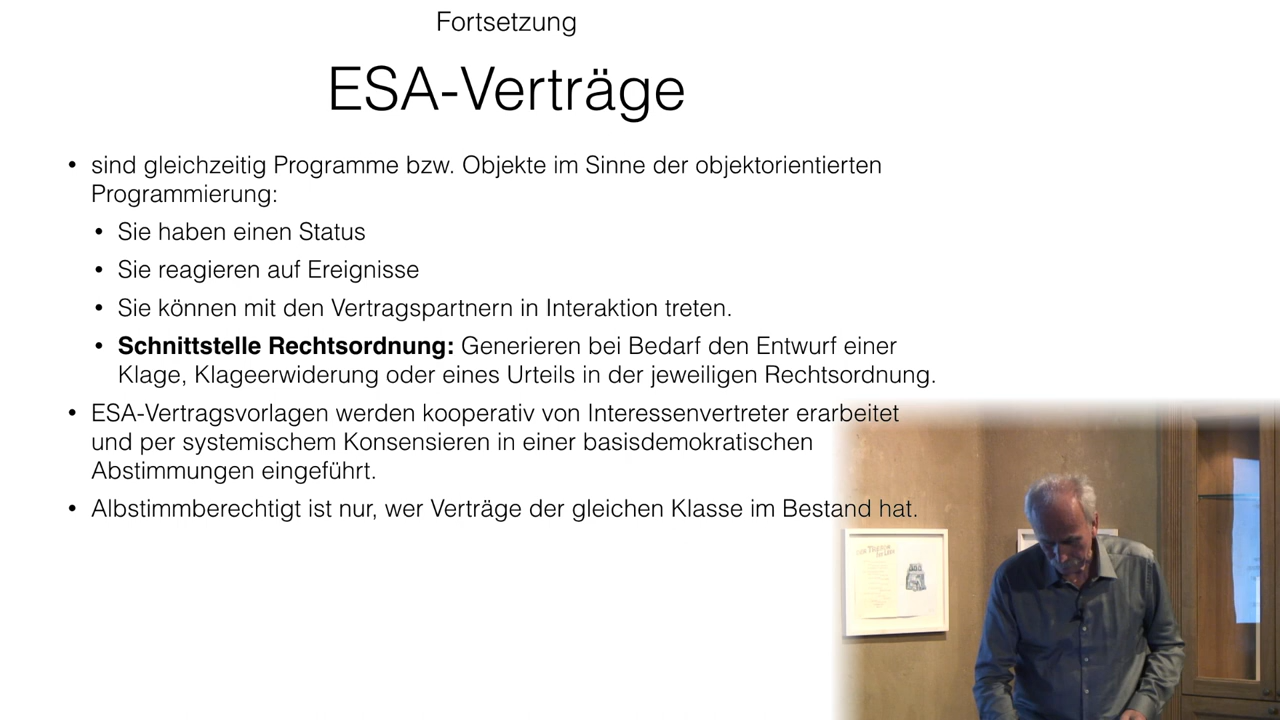 Fortsetzung
ESA-Verträge
• sind gleichzeitig Programme bzw. Objekte im Sinne der objektorientierten
Programmierung:
• Sie haben einen Status
• Sie reagieren auf Ereignisse
• Sie können mit den Vertragspartnern in Interaktion treten.
• Schnittstelle Rechtsordnung: Generieren bei Bedarf den Entwurf einer
Klage, Klageerwiderung oder eines Urteils in der jeweiligen Rechtsordnung.
• ESA-Vertragsvorlagen werden kooperativ von Interessenvertreter erarbeitet
und per systemischem Konsensieren in einer basisdemokratischen
Abstimmungen eingeführt.
• Albstimmberechtigt ist nur, wer Verträge der gleichen Klasse im Bestand hat.